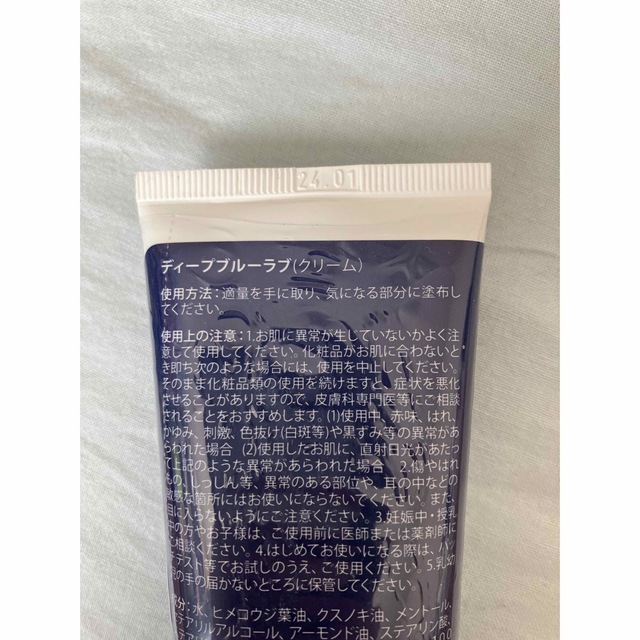 24.01
ディープブルーラブ(クリーム)
使用方法：適量を手に取り、気になる部分に塗布し
てください。
使用上の注意：1.お肌に異常が生じていないかよく注
意して使用してください。化粧品がお肌に合わないと
き即ち次のような場合には、使用を中止してください。
そのまま化粧品類の使用を続けますと、症状を悪化
させることがありますので、皮膚科専門医等にご相談
されることをおすすめします。(1)使用中、赤味、はれ、
かゆみ、刺激、色抜け(白斑等)や黒ずみ等の異常があ
らわれた場合 (2)使用したお肌に、直射日光があたっ
て上記のような異常があらわれた場合 2.傷やはれ
もの、しっしん等、異常のある部位や、耳の中などの
敏感な箇所にはお使いにならないでください。また、
目に入らないようにご注意ください。3.妊娠中・授乳
中の方やお子様は、ご使用前に医師または薬剤師に
ご相談ください。4.はじめてお使いになる際は、パッ
チテスト等でお試しのうえ、ご使用ください。5.乳幼
児の手の届かないところに保管してください。
成分：水、ヒメコウジ葉油、クスノキ油、メントール、
ステアリルアルコール、アーモンド油、ステアリン酸、